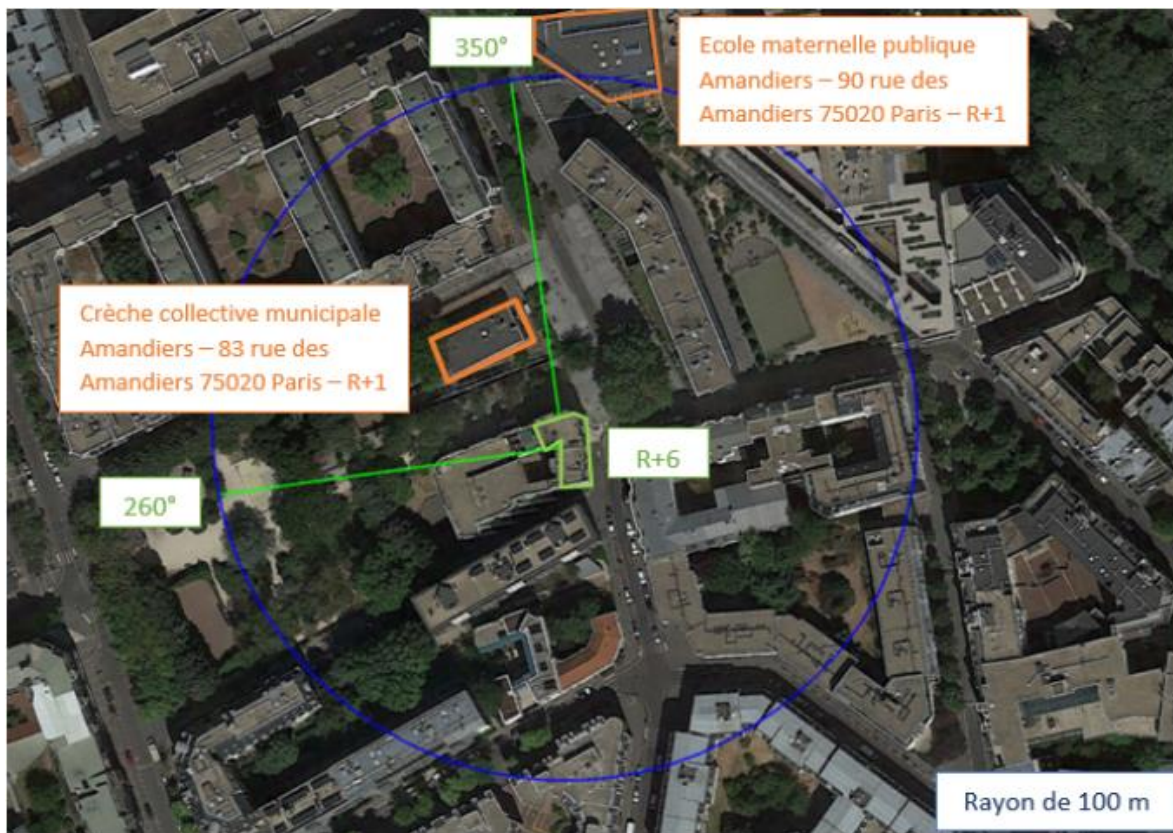 350°
Ecole maternelle publique
Amandiers – 90 rue des
Amandiers 75020 Paris – R+1
Crèche collective municipale
Amandiers – 83 rue des
Amandiers 75020 Paris – R+1
R+6
260°
Rayon de 100 m